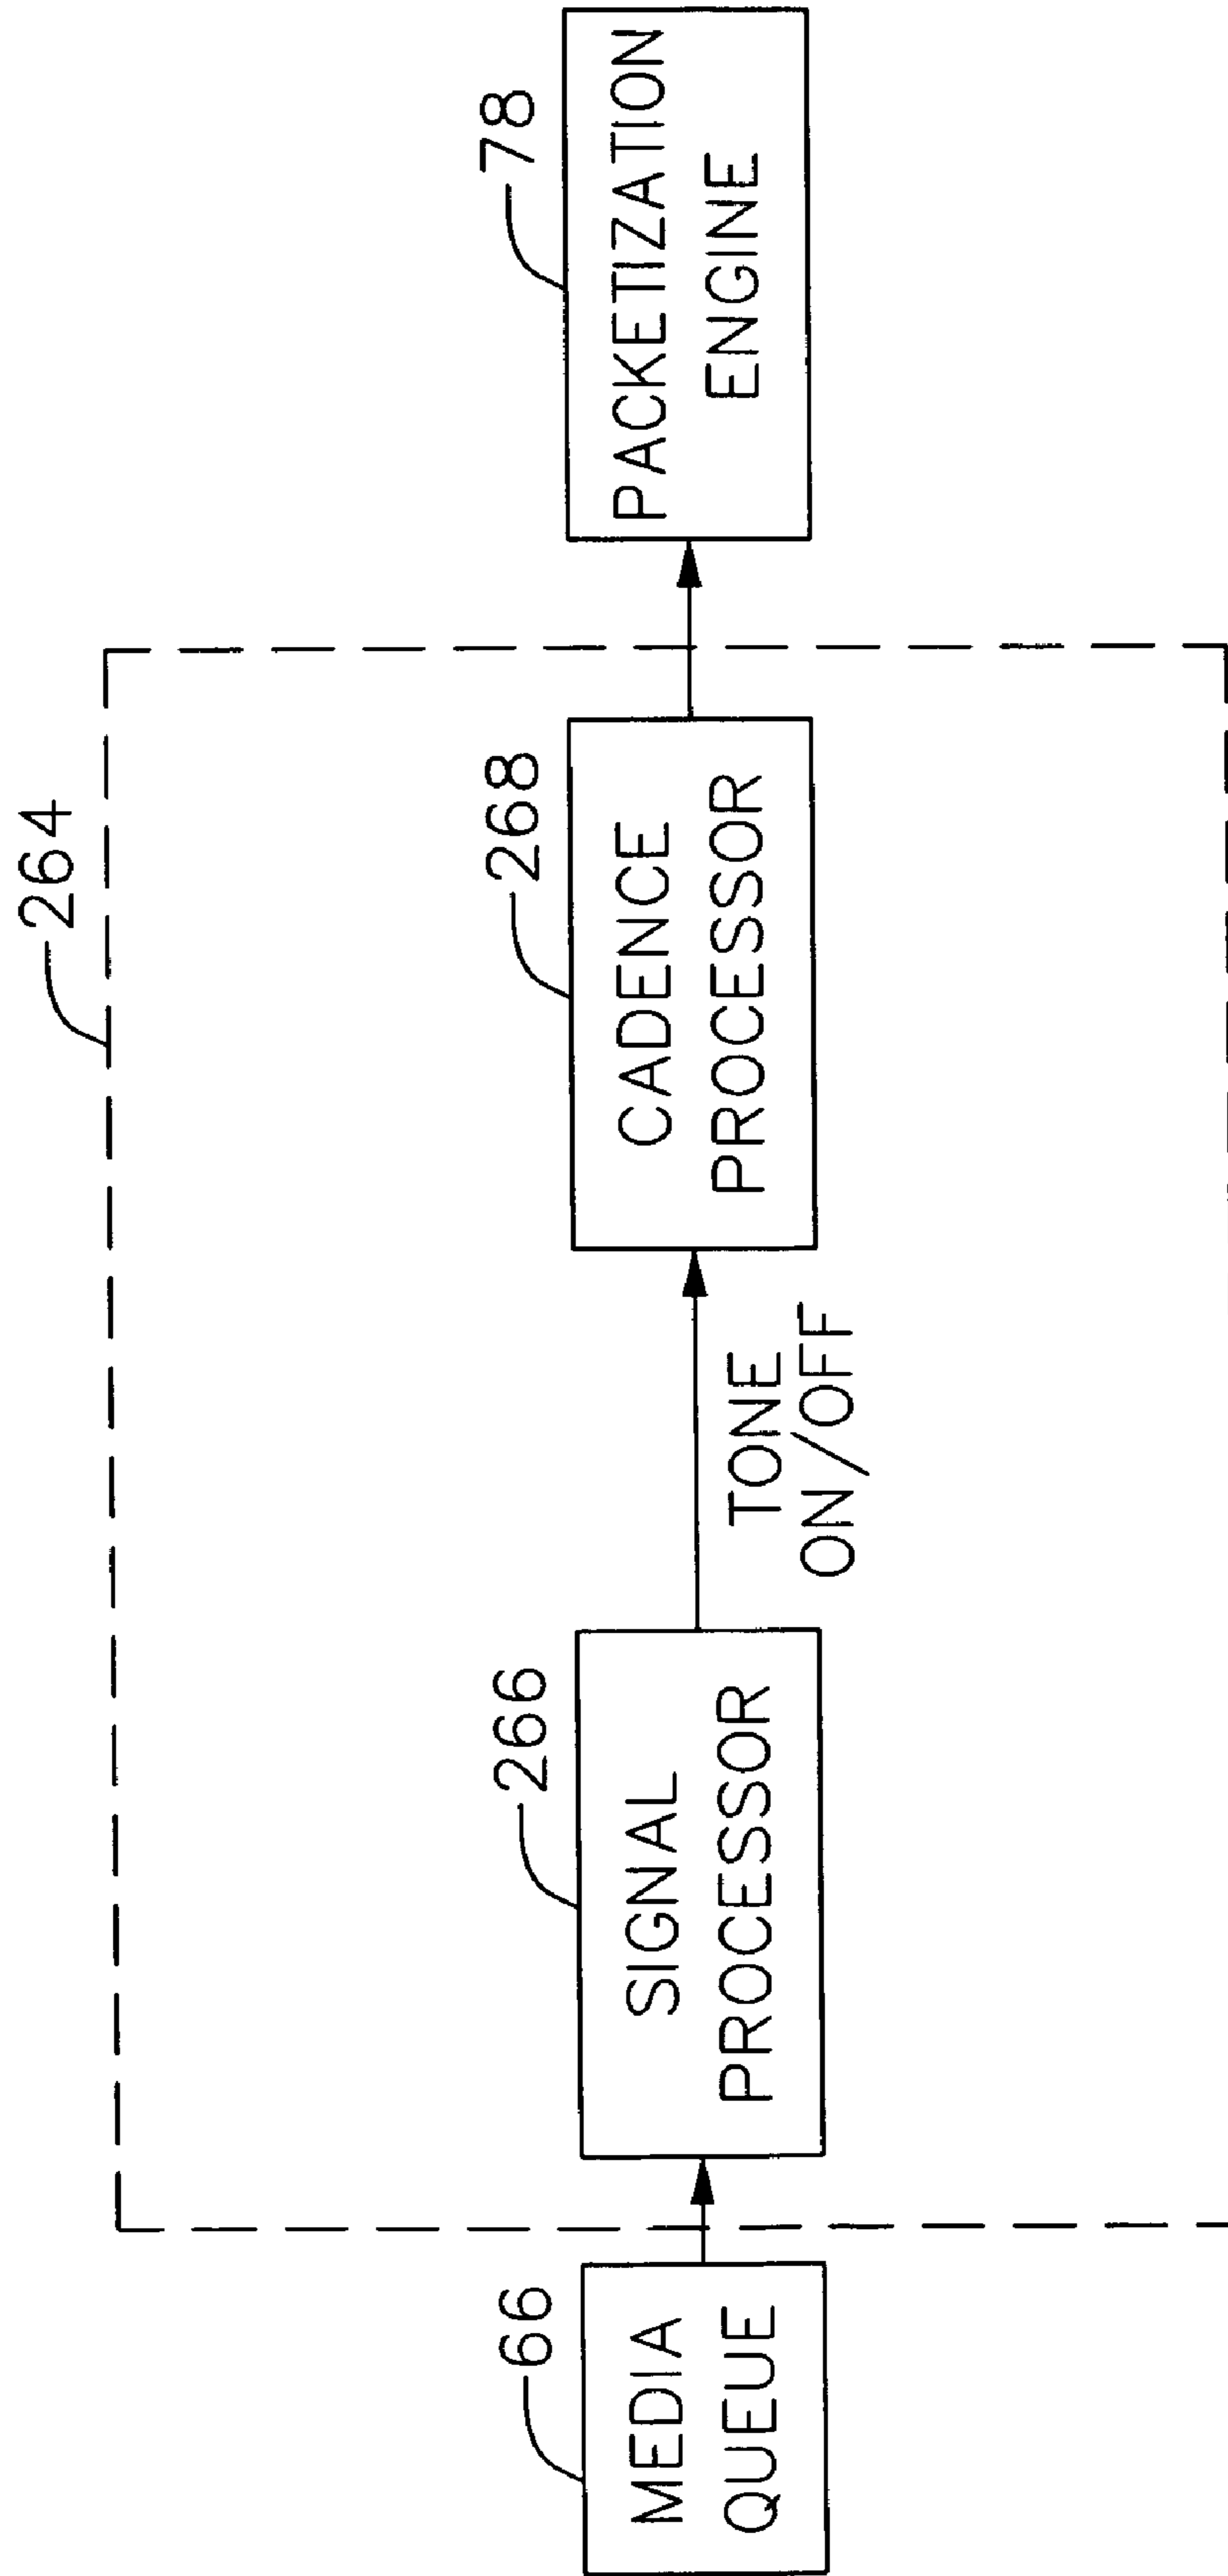 264
66
MEDIA
QUEUE
266
SIGNAL
PROCESSOR
TONE
ON/OFF
268
CADENCE
PROCESSOR
78
PACKETIZATION
ENGINE